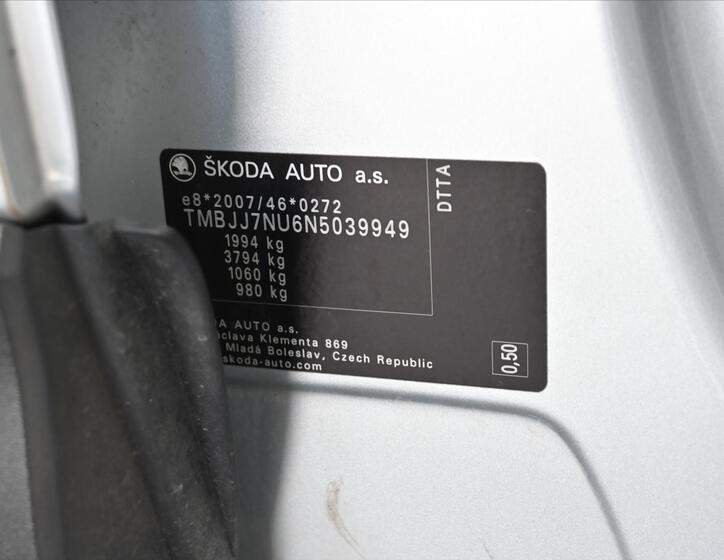 ŠKODA AUTO a.s.
DTTA
e8*2007/46*0272
TMBJJ7NU6N5039949
1994 kg
3794 kg
1060 kg
980 kg
AUTO a.s.
Klementa 869
Mladá Boleslav, Czech Republic
skoda-auto.com
0,50